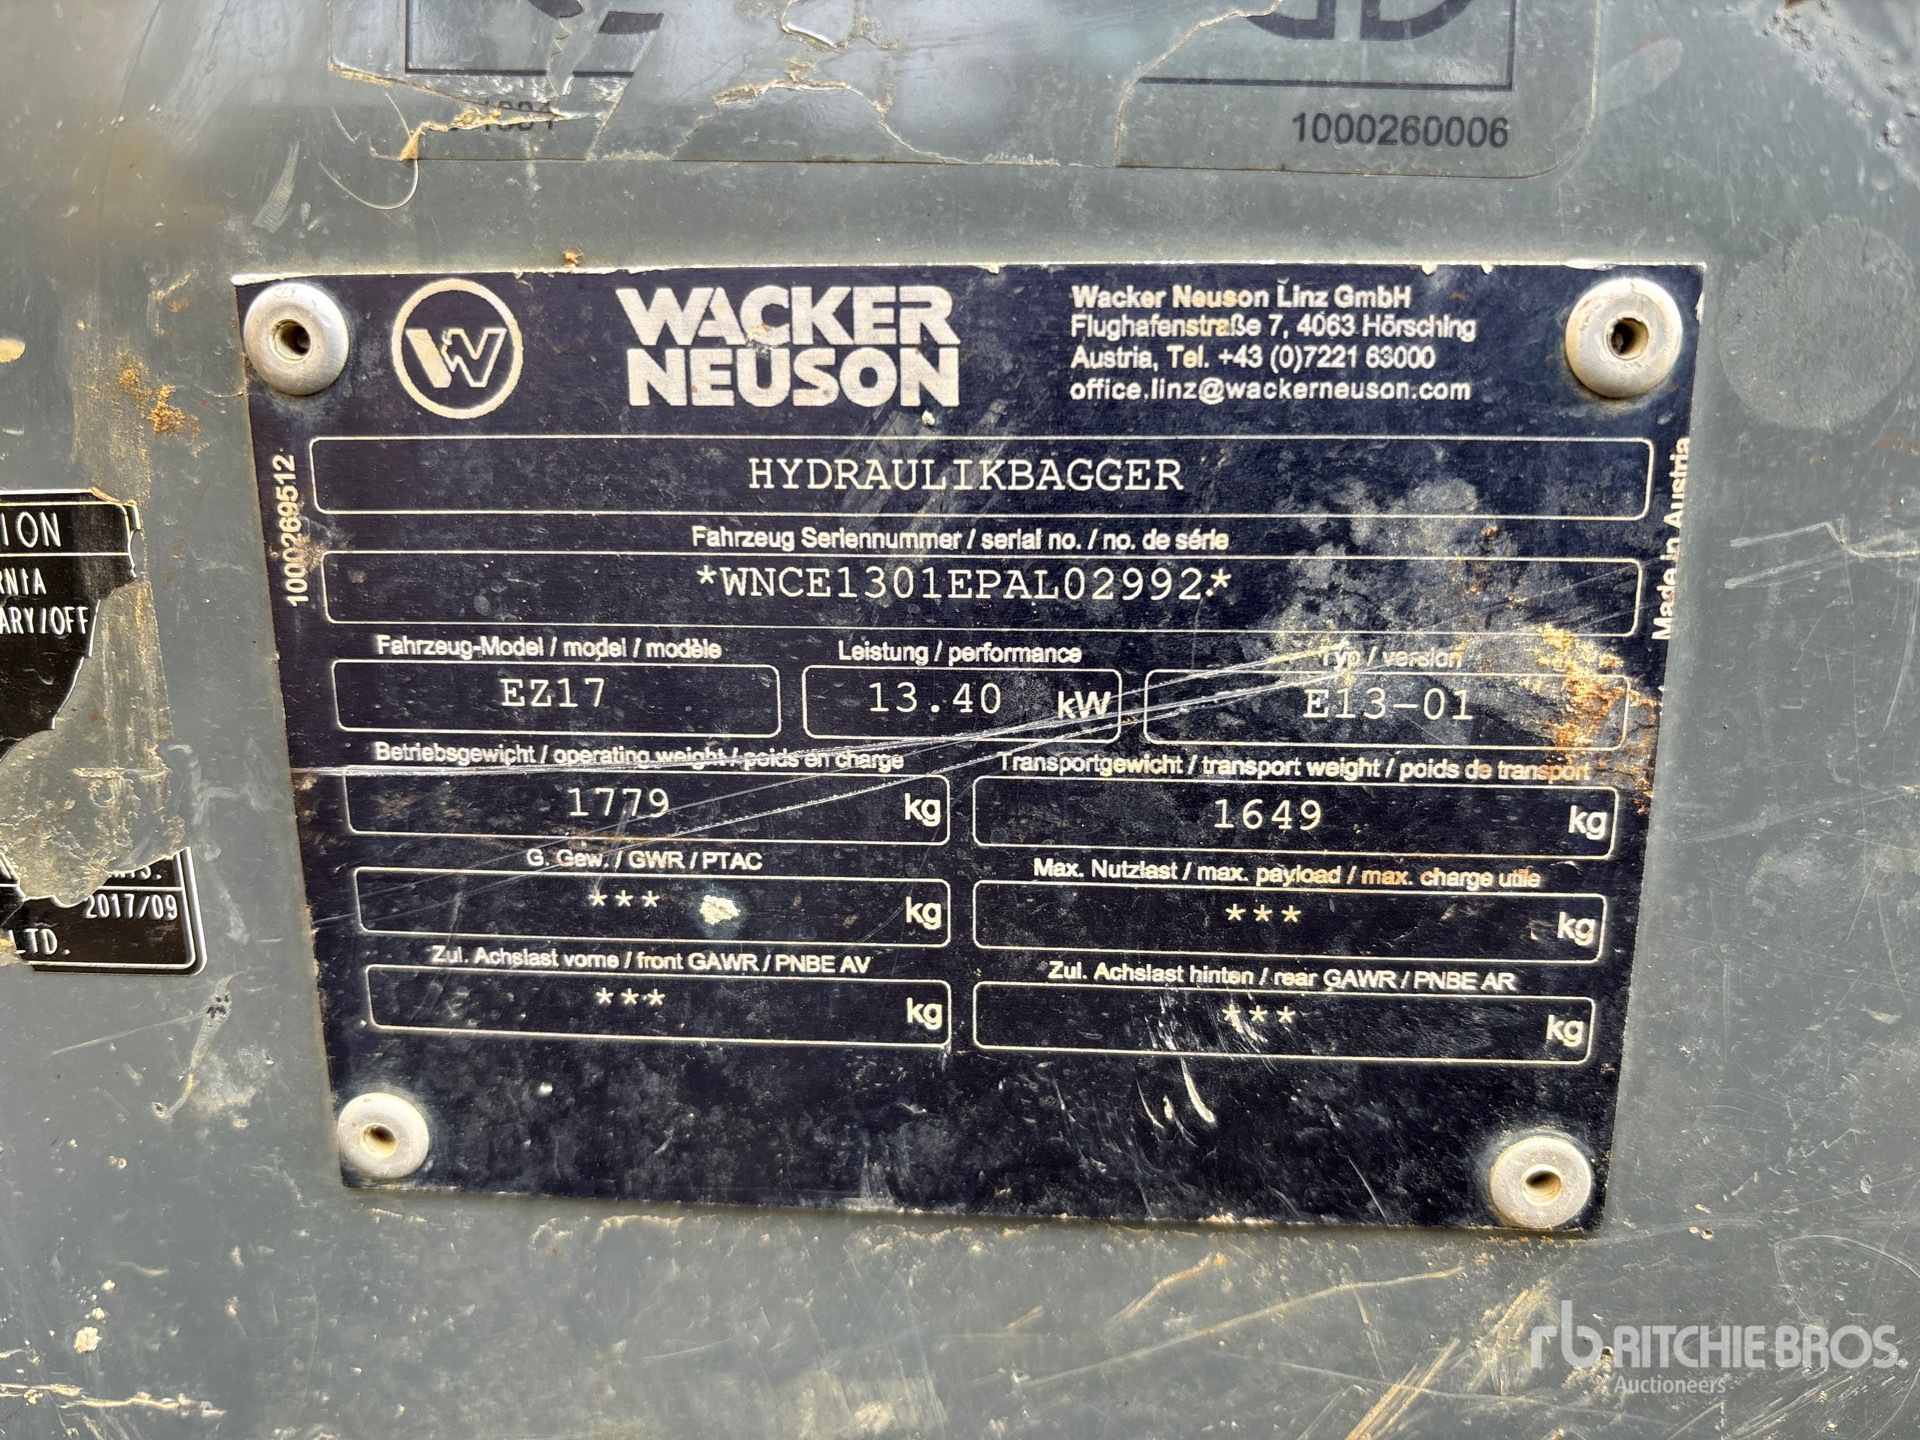 1000260006
WACKER
NEUSON
Wacker Neuson Linz GmbH
Flughafenstraße 7, 4063 Hörsching
Austria, Tel. +43 (0)7221 63000
office.linz@wackerneuson.com
1000269512
Made in Austria
HYDRAULIKBAGGER
Fahrzeug Seriennummer / serial no. / no. de série
*WNCE1301EPAL02992*
Fahrzeug-Model / model / modèle
EZ17
Leistung / performance
13.40 kW
Typ / version
E13-01
Betriebsgewicht / operating weight / poids en charge
1779 kg
Transportgewicht / transport weight / poids de transport
1649 kg
G. Gew. / GWR / PTAC
*** kg
Max. Nutzlast / max. payload / max. charge utile
*** kg
Zul. Achslast vorne / front GAWR / PNBE AV
*** kg
Zul. Achslast hinten / rear GAWR / PNBE AR
*** kg
ION
RNIA
ARY/OFF
2017/09
LTD.
rb RITCHIE BROS.
Auctioneers